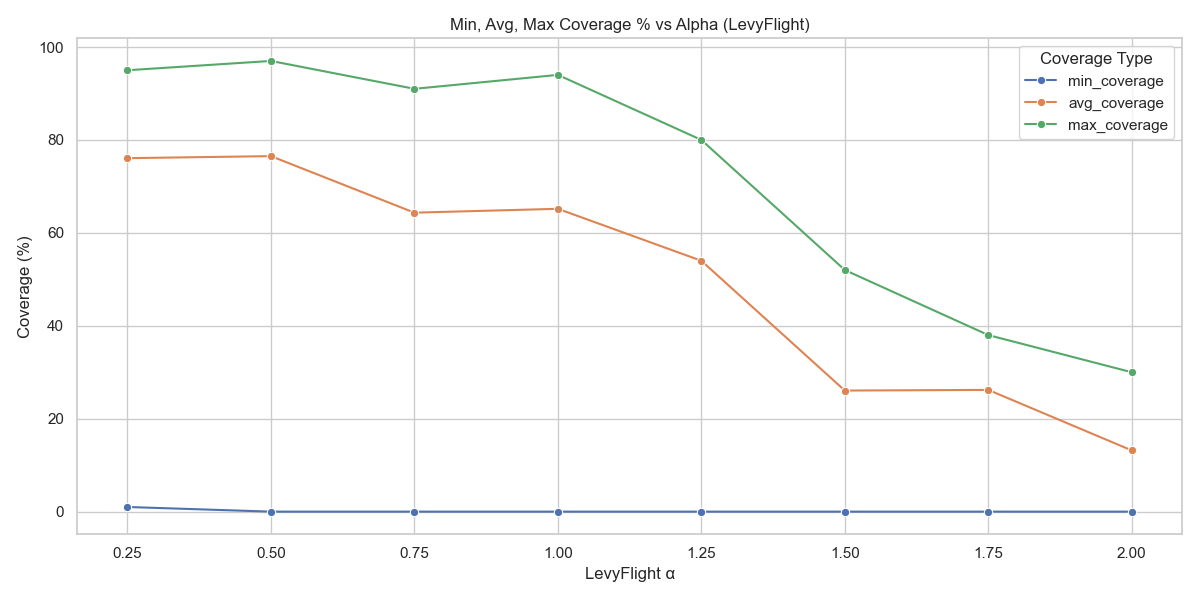 Min, Avg, Max Coverage % vs Alpha (LevyFlight)
Coverage Type
min_coverage
avg_coverage
max_coverage
Coverage (%)
100
80
60
40
20
0
0.25 0.50 0.75 1.00 1.25 1.50 1.75 2.00
LevyFlight α